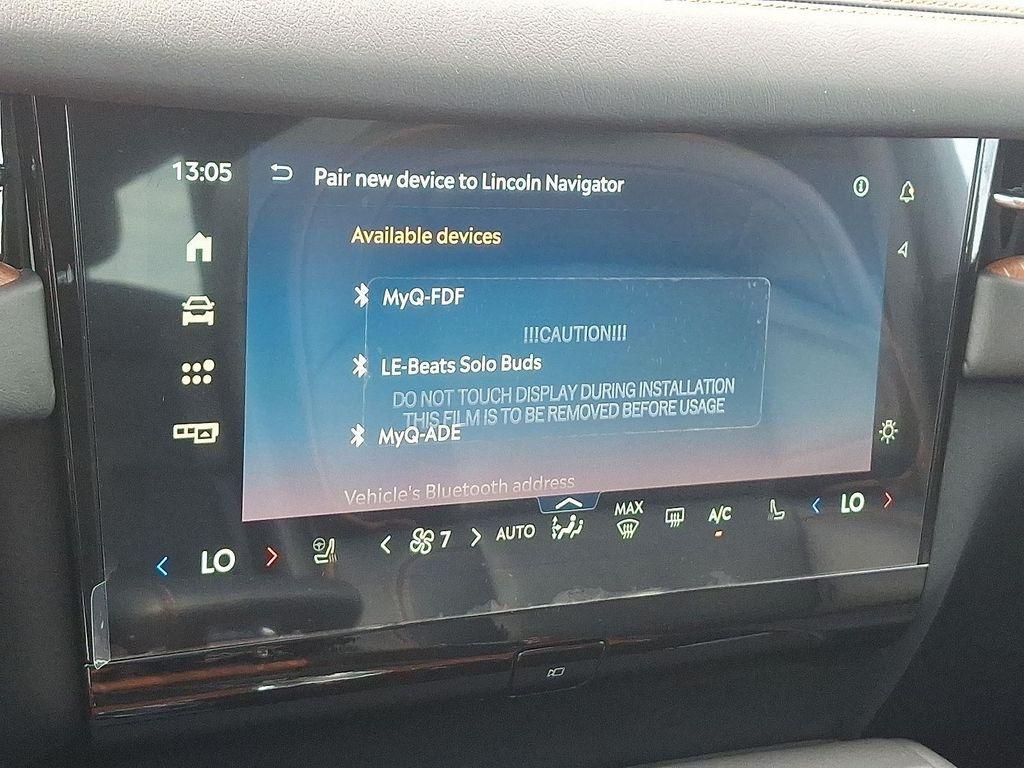 13:05
Pair new device to Lincoln Navigator
Available devices
MyQ-FDF
!!!CAUTION!!!
LE-Beats Solo Buds
DO NOT TOUCH DISPLAY DURING INSTALLATION
THIS FILM IS TO BE REMOVED BEFORE USAGE
MyQ-ADE
Vehicle's Bluetooth address
LO
7
AUTO
MAX
A/C
LO